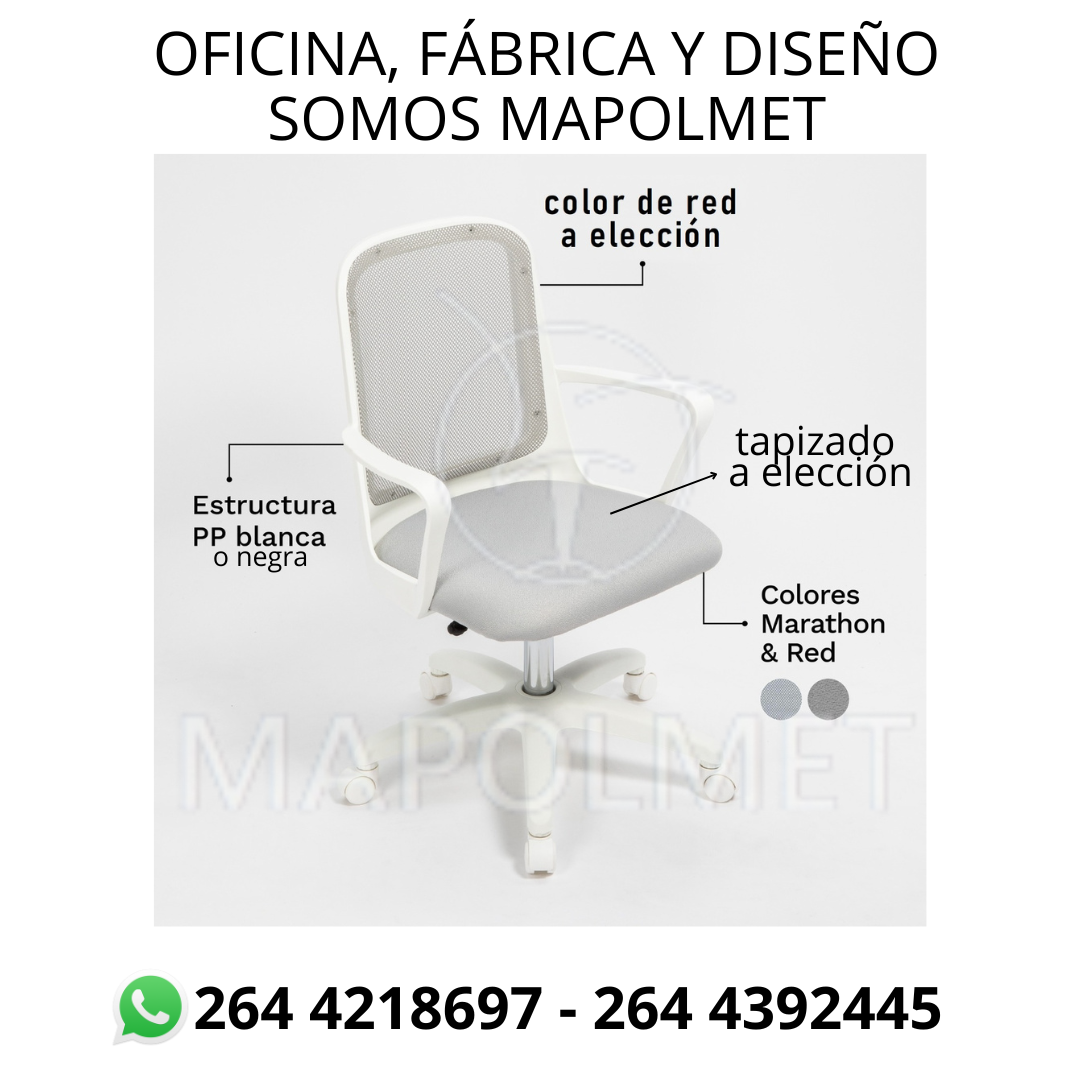 OFICINA, FÁBRICA Y DISEÑO
SOMOS MAPOLMET
color de red
a elección
tapizado
a elección
Estructura
PP blanca
o negra
Colores
Marathon
& Red
MAPOLMET
264 4218697 - 264 4392445